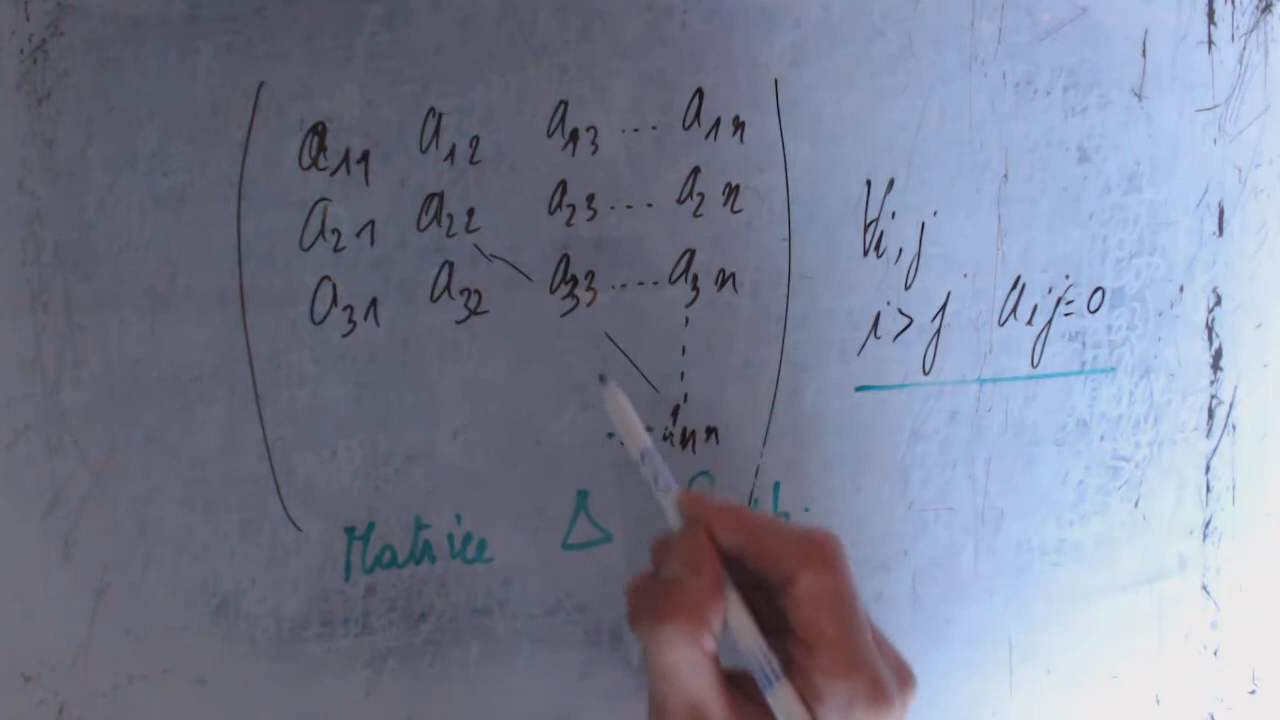 a11 a12 a13 ... a1n
a21 a22 a23 ... a2n
a31 a32 a33 .... a3n
ann
∀i,j
i>j aij=0
Matrice Δ